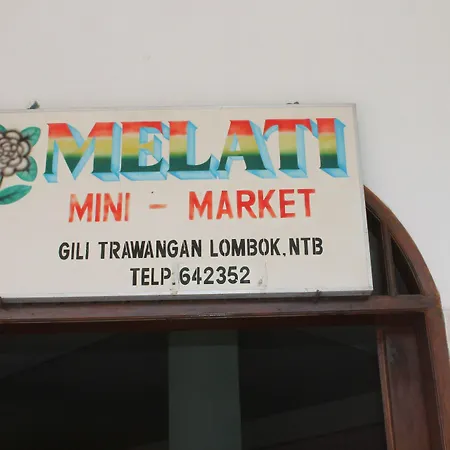 MELATI
MINI - MARKET
GILI TRAWANGAN LOMBOK, NTB
TELP. 642352